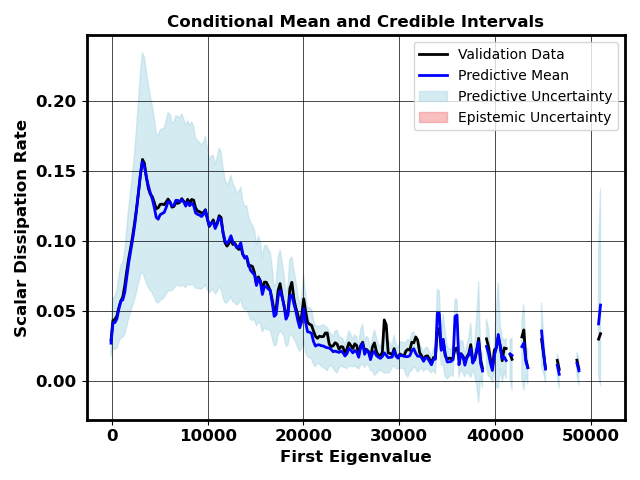 Conditional Mean and Credible Intervals
Validation Data
Predictive Mean
Predictive Uncertainty
Epistemic Uncertainty
Scalar Dissipation Rate
0.20
0.15
0.10
0.05
0.00
0 10000 20000 30000 40000 50000
First Eigenvalue